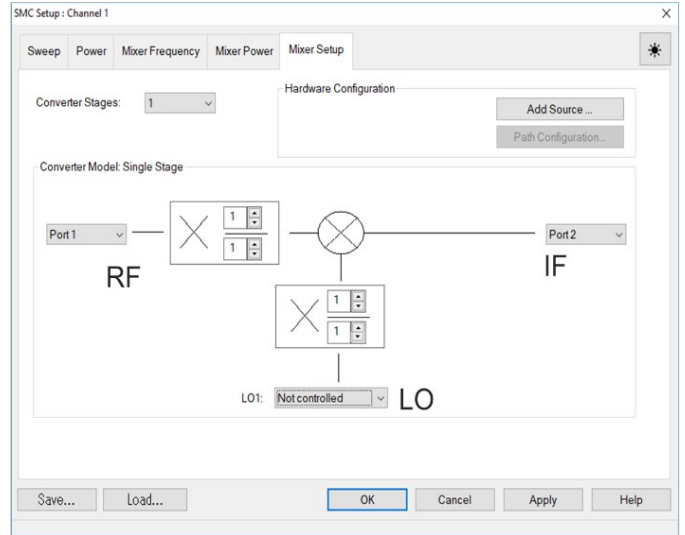 SMC Setup : Channel 1
Sweep Power Mixer Frequency Mixer Power Mixer Setup
Hardware Configuration
Converter Stages: 1
Add Source ...
Path Configuration...
Converter Model: Single Stage
1
Port 1 Port 2
1
RF IF
1
1
LO1: Not controlled LO
Save... Load... OK Cancel Apply Help